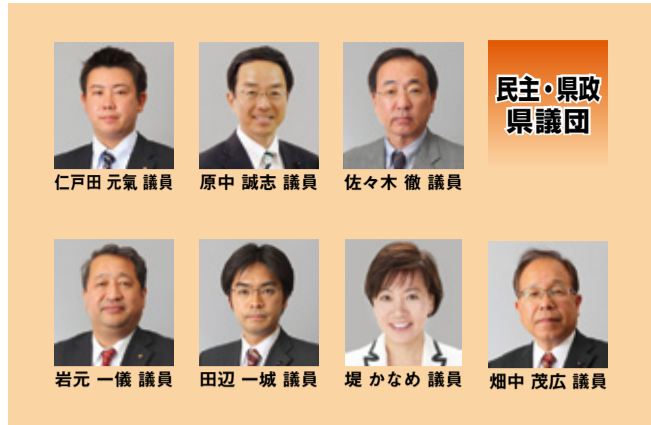 民主・県政
県議団
仁戸田 元氣 議員
原中 誠志 議員
佐々木 徹 議員
岩元 一儀 議員
田辺 一城 議員
堤 かなめ 議員
畑中 茂広 議員